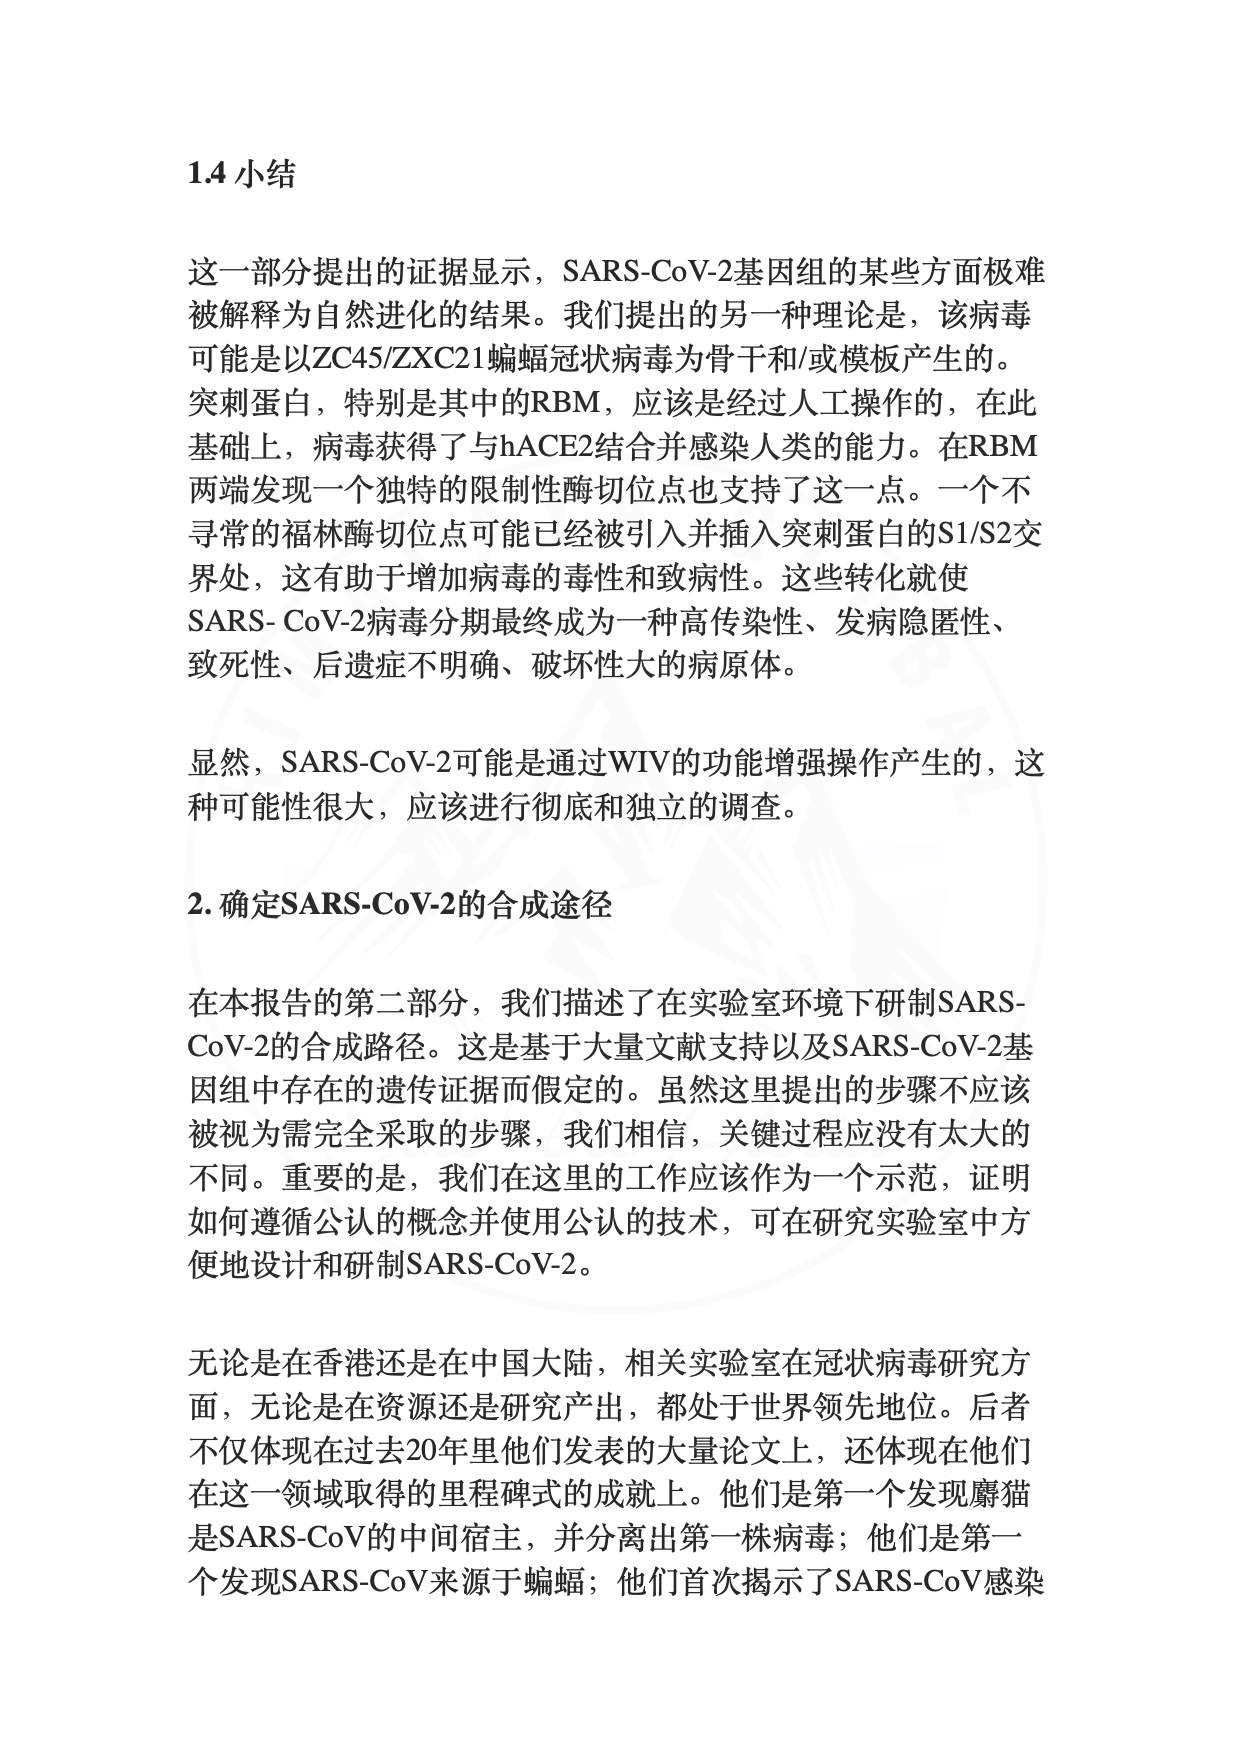 1.4 小结
这一部分提出的证据显示，SARS-CoV-2基因组的某些方面极难
被解释为自然进化的结果。我们提出的另一种理论是，该病毒
可能是以ZC45/ZXC21蝙蝠冠状病毒为骨干和/或模板产生的。
突刺蛋白，特别是其中的RBM，应该是经过人工操作的，在此
基础上，病毒获得了与hACE2结合并感染人类的能力。在RBM
两端发现一个独特的限制性酶切位点也支持了这一点。一个不
寻常的福林酶切位点可能已经被引入并插入突刺蛋白的S1/S2交
界处，这有助于增加病毒的毒性和致病性。这些转化就使
SARS- CoV-2病毒分期最终成为一种高传染性、发病隐匿性、
致死性、后遗症不明确、破坏性大的病原体。
显然，SARS-CoV-2可能是通过WIV的功能增强操作产生的，这
种可能性很大，应该进行彻底和独立的调查。
2. 确定SARS-CoV-2的合成途径
在本报告的第二部分，我们描述了在实验室环境下研制SARS-
CoV-2的合成路径。这是基于大量文献支持以及SARS-CoV-2基
因组中存在的遗传证据而假定的。虽然这里提出的步骤不应该
被视为需完全采取的步骤，我们相信，关键过程应没有太大的
不同。重要的是，我们在这里的工作应该作为一个示范，证明
如何遵循公认的概念并使用公认的技术，可在研究实验室中方
便地设计和研制SARS-CoV-2。
无论是在香港还是在中国大陆，相关实验室在冠状病毒研究方
面，无论是在资源还是研究产出，都处于世界领先地位。后者
不仅体现在过去20年里他们发表的大量论文上，还体现在他们
在这一领域取得的里程碑式的成就上。他们是第一个发现麝猫
是SARS-CoV的中间宿主，并分离出第一株病毒；他们是第一
个发现SARS-CoV来源于蝙蝠；他们首次揭示了SARS-CoV感染